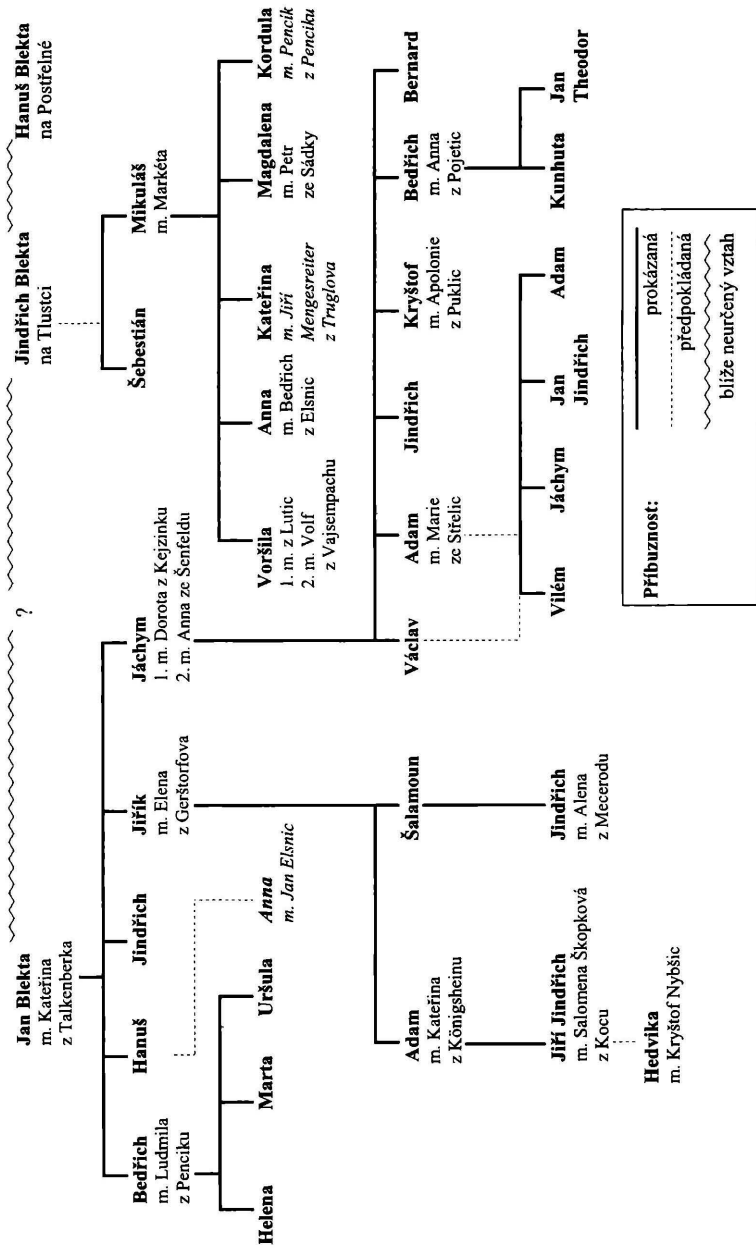 Jan Blekta
m. Kateřina
z Talkenberka
?
Jindřich Blekta
na Tlustci
Hanuš Blekta
na Postřelné
Bedřich
m. Ludmila
z Penciku
Hanuš
Jindřich
Jiřík
m. Elena
z Gerštorfova
Jáchym
1. m. Dorota z Kejzinku
2. m. Anna ze Šenfeldu
Šebestián
Mikuláš
m. Markéta
Helena
Marta
Uršula
Anna
m. Jan Elsnic
Voršila
1. m. z Lutic
2. m. Volf
z Vajsempachu
Anna
m. Bedřich
z Elsnic
Kateřina
m. Jiří
Mengesreiter
z Truglova
Magdalena
m. Petr
ze Sádky
Kordula
m. Pencik
z Penciku
Adam
m. Kateřina
z Königsheinu
Šalamoun
Václav
Adam
m. Marie
ze Střelic
Jindřich
Kryštof
m. Apolonie
z Puklic
Bedřich
m. Anna
z Pojetic
Bernard
Jiří Jindřich
m. Salomena Škopková
z Kocu
Jindřich
m. Alena
z Mecerodu
Vilém
Jáchym
Jan
Jindřich
Adam
Kunhuta
Jan
Theodor
Hedvika
m. Kryštof Nybšic
Příbuznost:
prokázaná
předpokládaná
blíže neurčený vztah